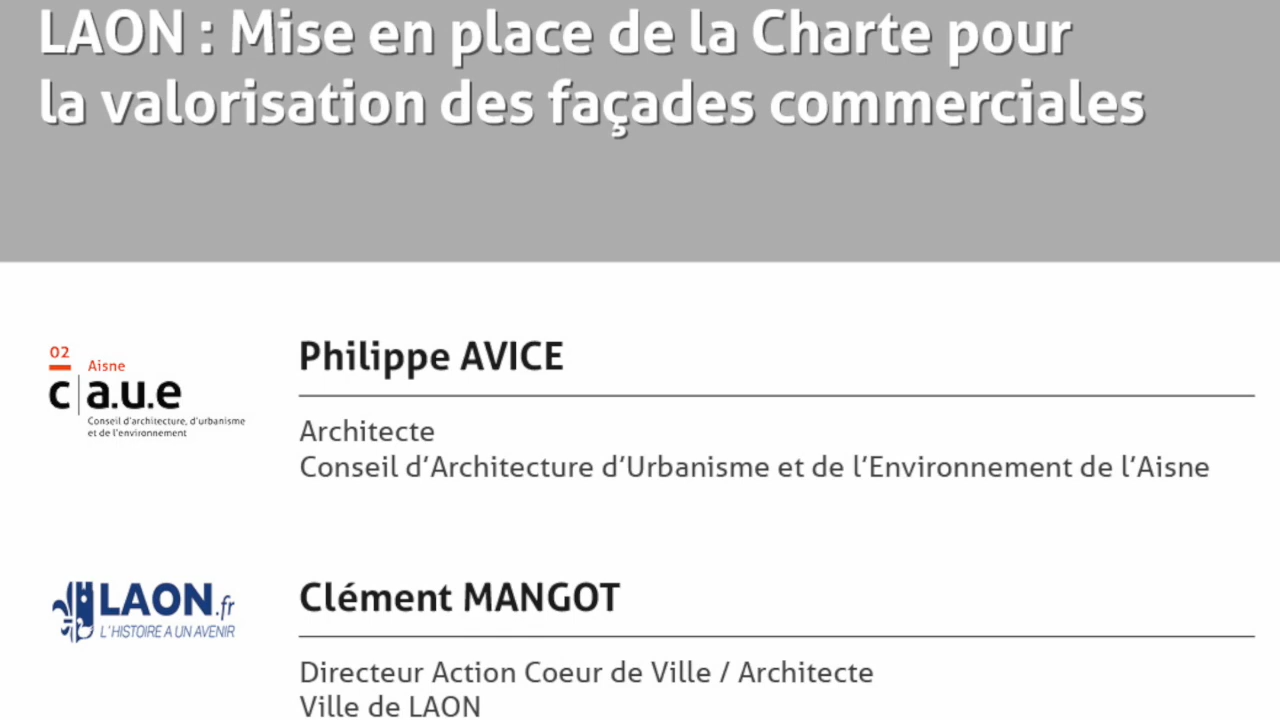 LAON : Mise en place de la Charte pour
la valorisation des façades commerciales
02
Aisne
c|a.u.e
Conseil d'architecture, d'urbanisme
et de l'environnement
Philippe AVICE
Architecte
Conseil d’Architecture d’Urbanisme et de l’Environnement de l’Aisne
LAON.fr
L'HISTOIRE A UN AVENIR
Clément MANGOT
Directeur Action Coeur de Ville / Architecte
Ville de LAON